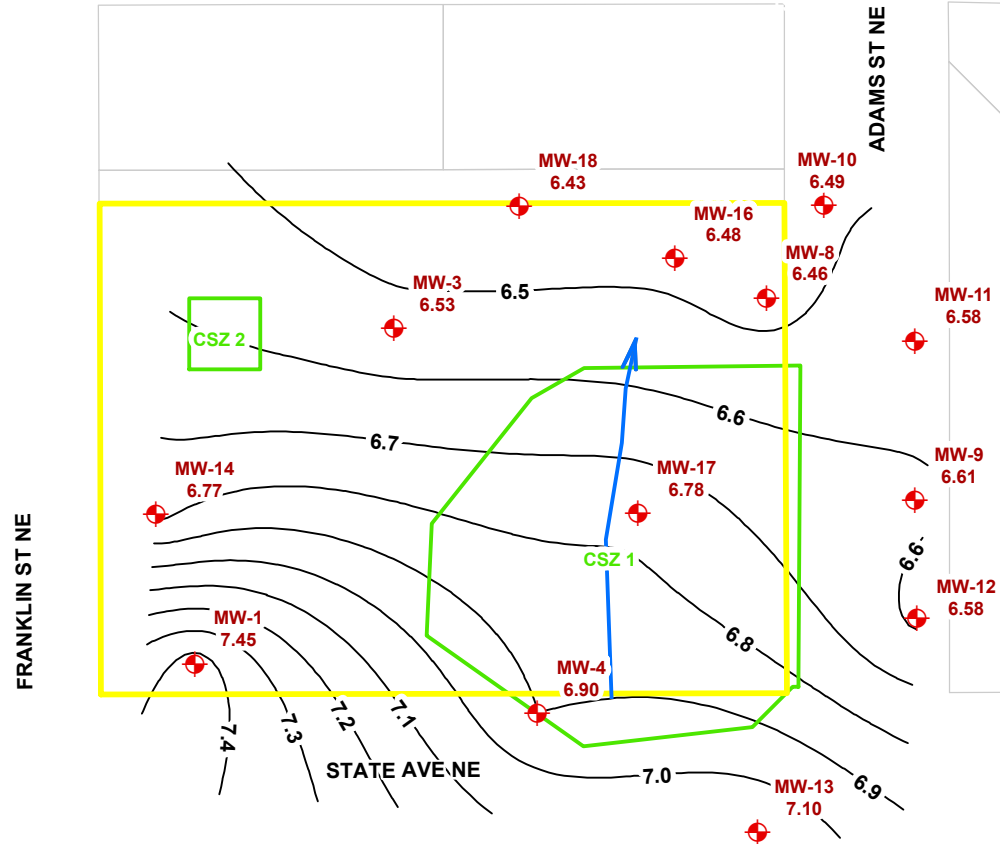 ADAMS ST NE
MW-18
6.43
MW-10
6.49
MW-16
6.48
MW-8
6.46
MW-3
6.53
6.5
MW-11
6.58
CSZ 2
6.6
6.7
MW-14
6.77
MW-17
6.78
MW-9
6.61
FRANKLIN ST NE
CSZ 1
6.6
MW-12
6.58
MW-1
7.45
6.8
MW-4
6.90
7.4
7.3
7.2
7.1
STATE AVE NE
7.0
6.9
MW-13
7.10